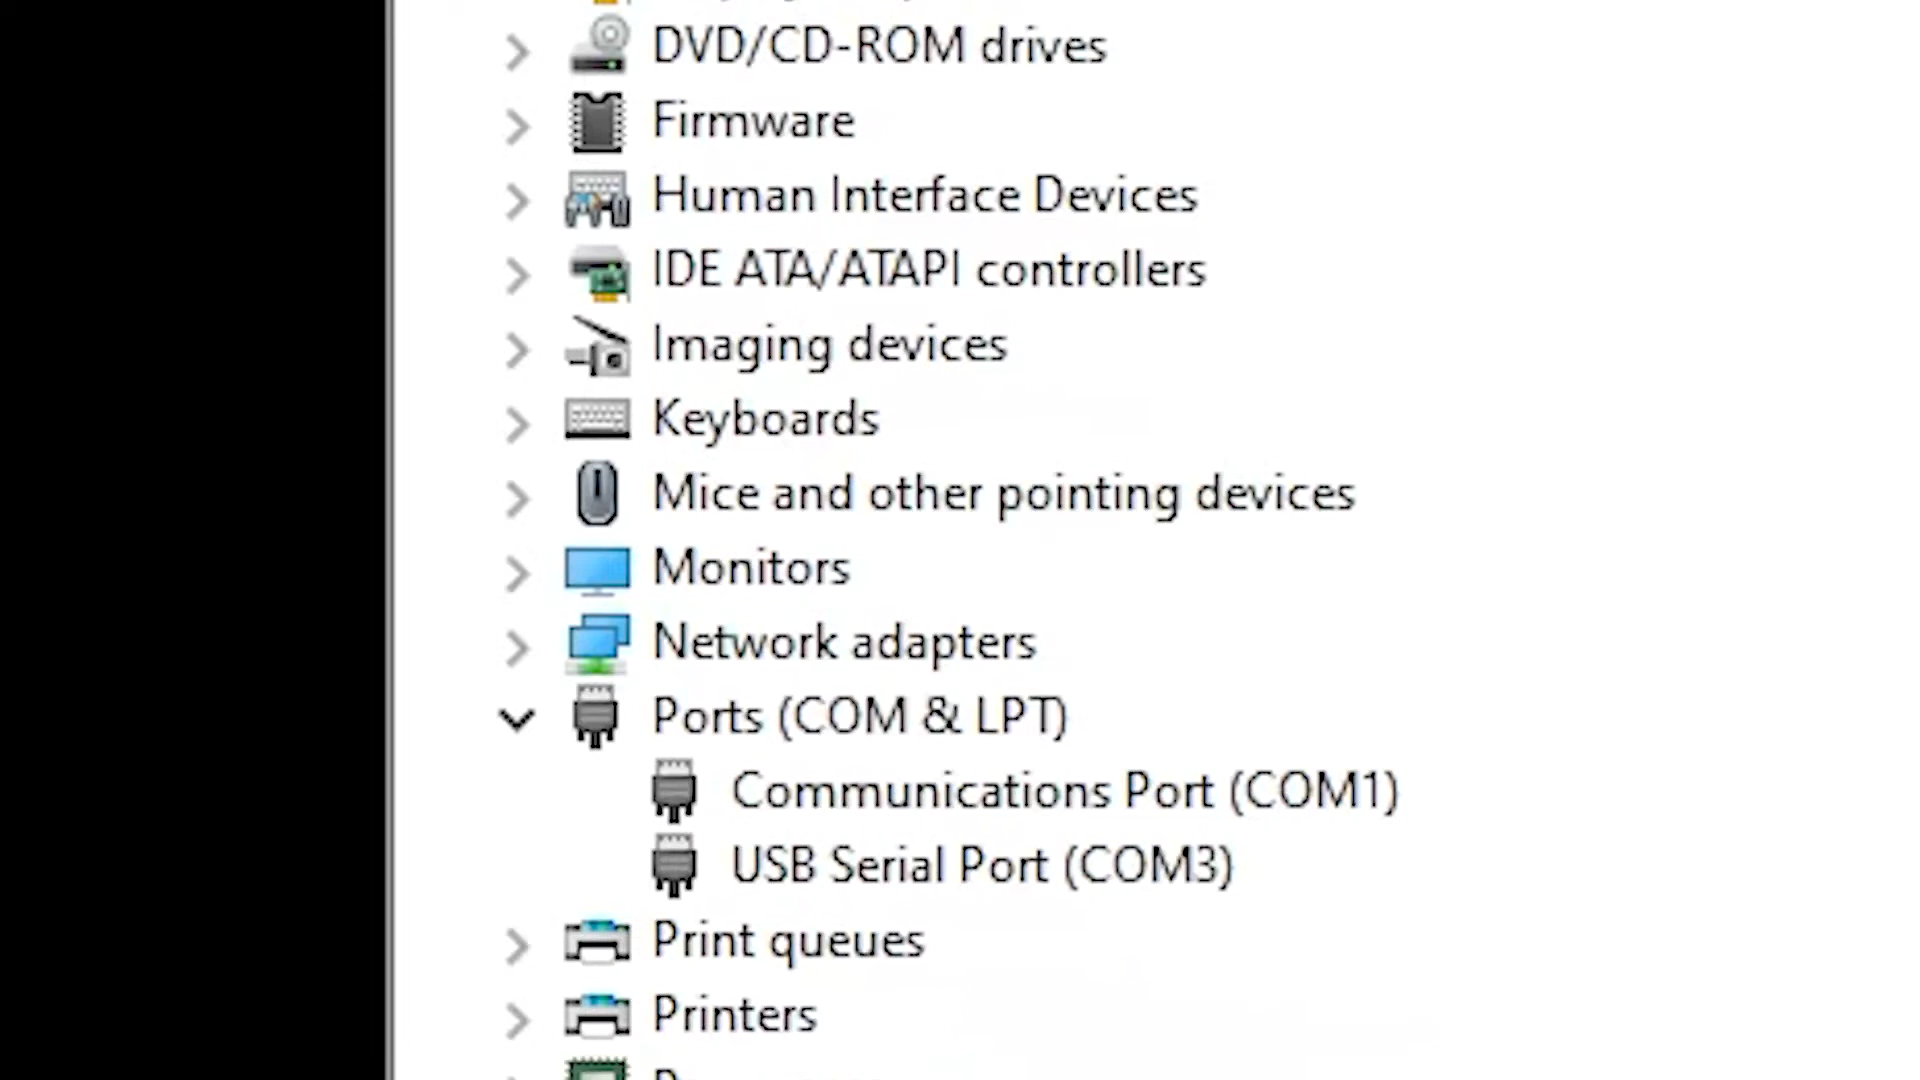 DVD/CD-ROM drives
Firmware
Human Interface Devices
IDE ATA/ATAPI controllers
Imaging devices
Keyboards
Mice and other pointing devices
Monitors
Network adapters
Ports (COM & LPT)
Communications Port (COM1)
USB Serial Port (COM3)
Print queues
Printers